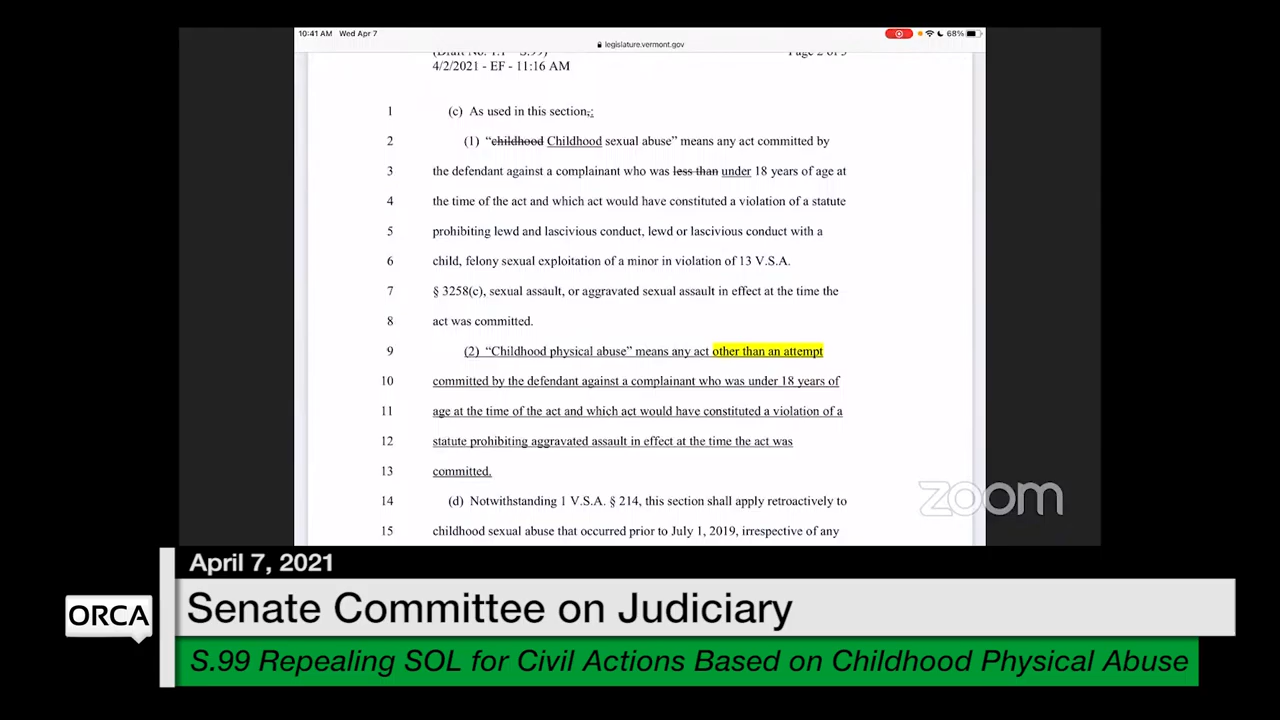 10:41 AM Wed Apr 7
68%
legislature.vermont.gov
(Draft No. 1.1 – S.99) Page 2 of 5
4/2/2021 - EF - 11:16 AM
1 (c) As used in this section,:
2 (1) “childhood Childhood sexual abuse” means any act committed by
3 the defendant against a complainant who was less than under 18 years of age at
4 the time of the act and which act would have constituted a violation of a statute
5 prohibiting lewd and lascivious conduct, lewd or lascivious conduct with a
6 child, felony sexual exploitation of a minor in violation of 13 V.S.A.
7 § 3258(c), sexual assault, or aggravated sexual assault in effect at the time the
8 act was committed.
9 (2) “Childhood physical abuse” means any act other than an attempt
10 committed by the defendant against a complainant who was under 18 years of
11 age at the time of the act and which act would have constituted a violation of a
12 statute prohibiting aggravated assault in effect at the time the act was
13 committed.
14 (d) Notwithstanding 1 V.S.A. § 214, this section shall apply retroactively to
15 childhood sexual abuse that occurred prior to July 1, 2019, irrespective of any
zoom
April 7, 2021
ORCA
Senate Committee on Judiciary
S.99 Repealing SOL for Civil Actions Based on Childhood Physical Abuse